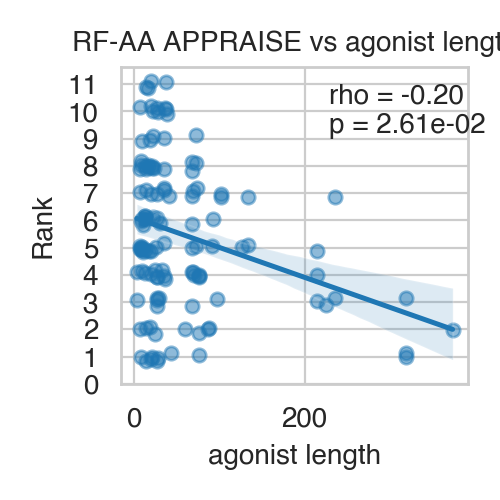 RF-AA APPRAISE vs agonist lengt
rho = -0.20
p = 2.61e-02
11
10
9
8
7
6
5
4
3
2
1
0
Rank
0
200
agonist length